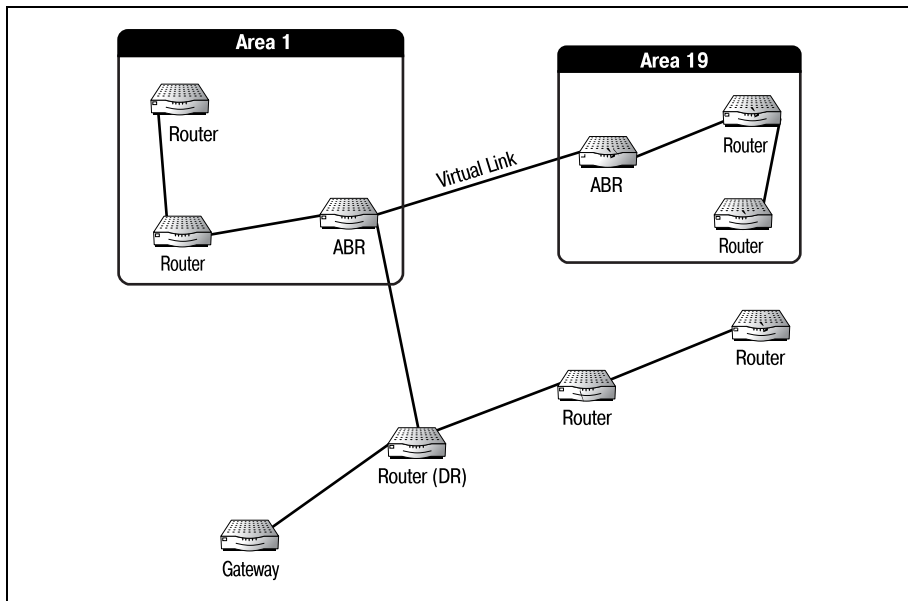 Area 1
Area 19
Router
Router
Virtual Link
ABR
Router
ABR
Router
Router
Router
Router (DR)
Gateway